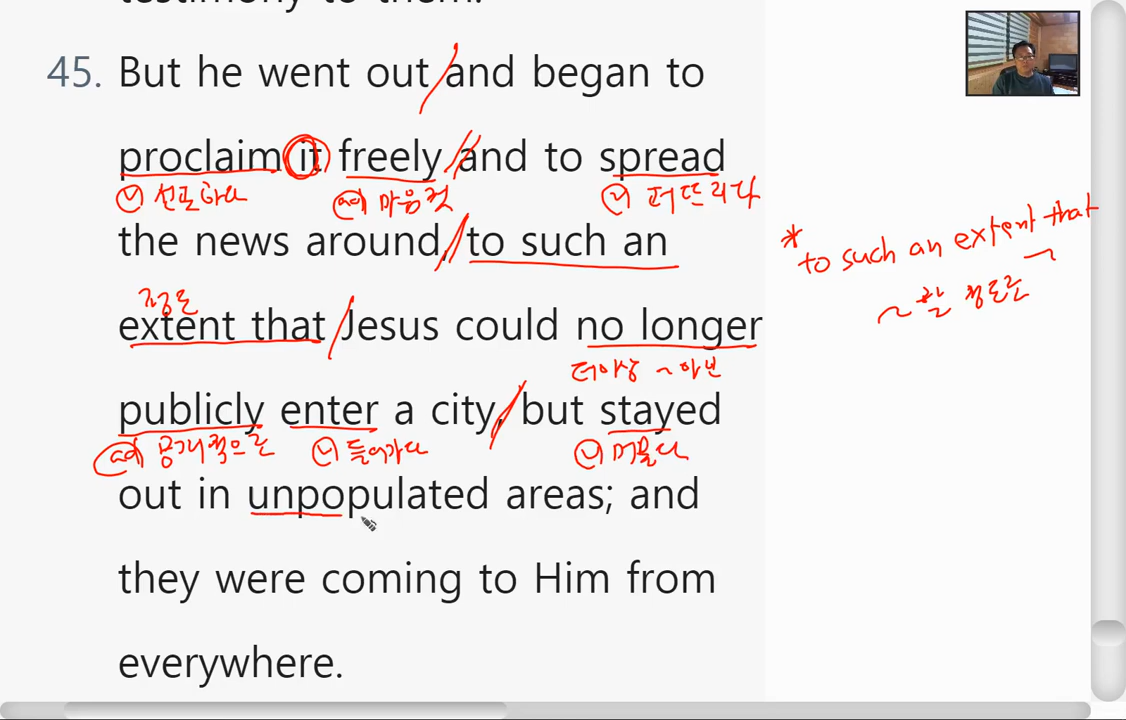 testimony to them.
45. But he went out / and began to
proclaim it freely // and to spread
ⓥ 선포하다 ad 마음껏 ⓥ 퍼뜨리다
the news around, // to such an
* to such an extent that ~
~ 할 정도로
정도
extent that / Jesus could no longer
더이상 ~ 아닌
publicly enter a city, // but stayed
ad 공개적으로 ⓥ 들어가다 ⓥ 머물다
out in unpopulated areas; and
they were coming to Him from
everywhere.